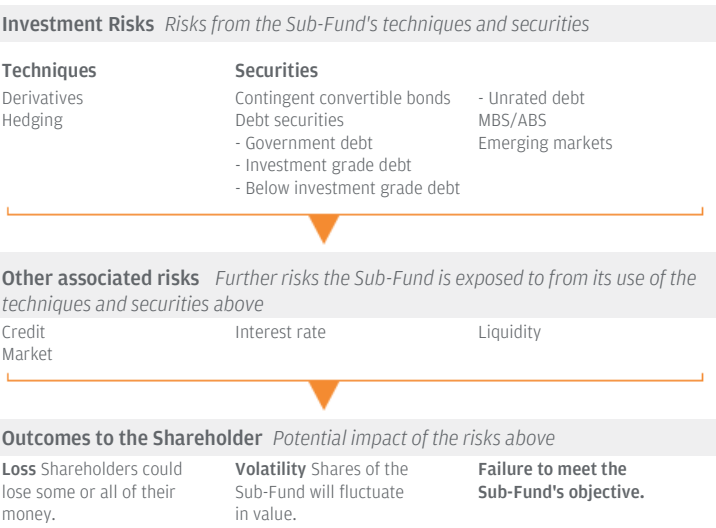 Investment Risks Risks from the Sub-Fund's techniques and securities
Techniques
Derivatives
Hedging
Securities
Contingent convertible bonds
Debt securities
- Government debt
- Investment grade debt
- Below investment grade debt
- Unrated debt
MBS/ABS
Emerging markets
Other associated risks Further risks the Sub-Fund is exposed to from its use of the
techniques and securities above
Credit
Market
Interest rate
Liquidity
Outcomes to the Shareholder Potential impact of the risks above
Loss Shareholders could
lose some or all of their
money.
Volatility Shares of the
Sub-Fund will fluctuate
in value.
Failure to meet the
Sub-Fund's objective.